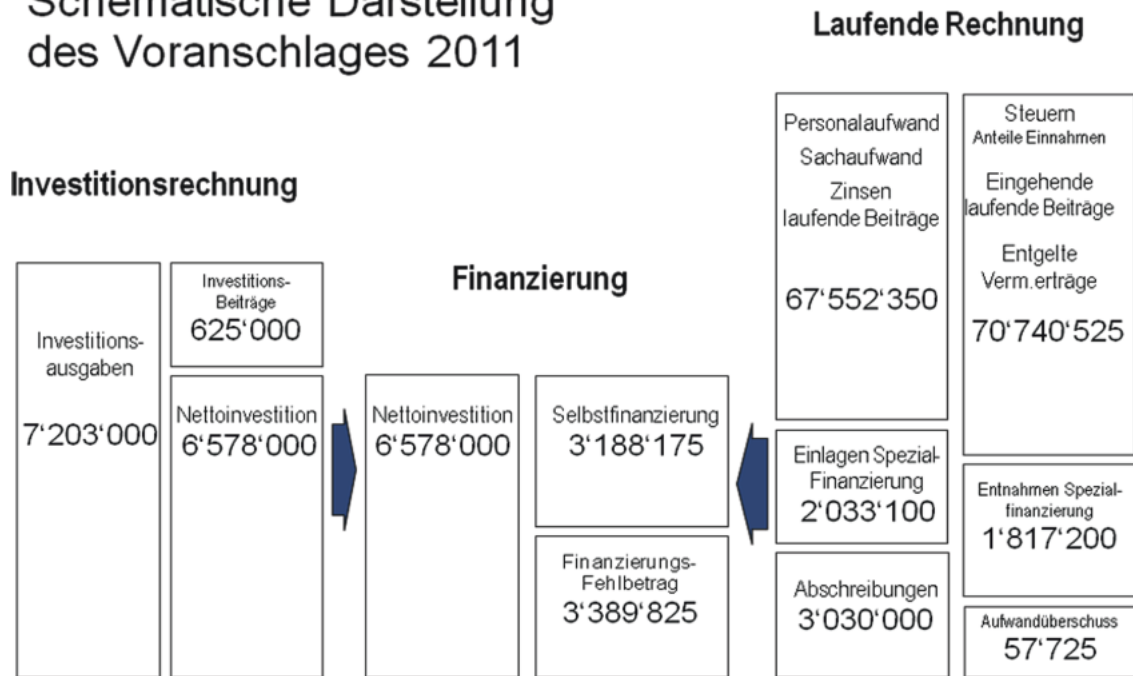 Schematische Darstellung
des Voranschlages 2011
Laufende Rechnung
Investitionsrechnung
Finanzierung
Investitions-
ausgaben
7‘203‘000
Investitions-
Beiträge
625‘000
Nettoinvestition
6‘578‘000
Nettoinvestition
6‘578‘000
Selbstfinanzierung
3‘188‘175
Finanzierungs-
Fehlbetrag
3‘389‘825
Personalaufwand
Sachaufwand
Zinsen
laufende Beiträge
67‘552‘350
Einlagen Spezial-
Finanzierung
2‘033‘100
Abschreibungen
3‘030‘000
Steuern
Anteile Einnahmen
Eingehende
laufende Beiträge
Entgelte
Verm.erträge
70‘740‘525
Entnahmen Spezial-
finanzierung
1‘817‘200
Aufwandüberschuss
57‘725